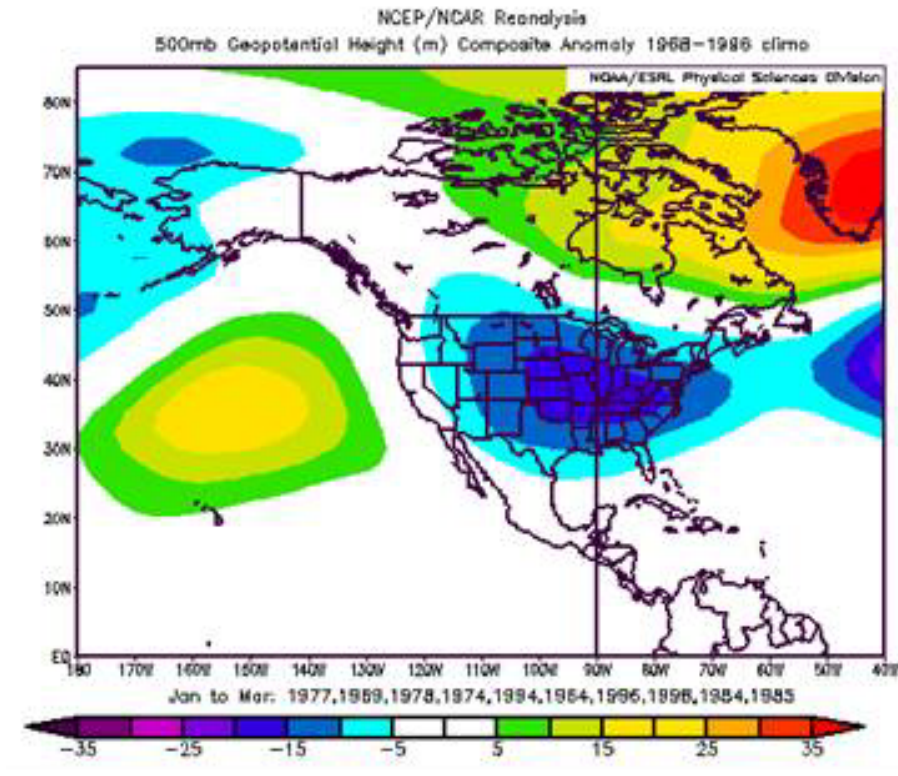 NCEP/NCAR Reanalysis
500mb Geopotential Height (m) Composite Anomaly 1968-1996 climo
NOAA/ESRL Physical Sciences Division
80N
70N
60N
50N
40N
30N
20N
10N
EQ
180 170W 160W 150W 140W 130W 120W 110W 100W 90W 80W 70W 60W 50W 40W
Jan to Mar: 1977,1969,1978,1974,1994,1964,1996,1998,1984,1985
-35 -25 -15 -5 5 15 25 35